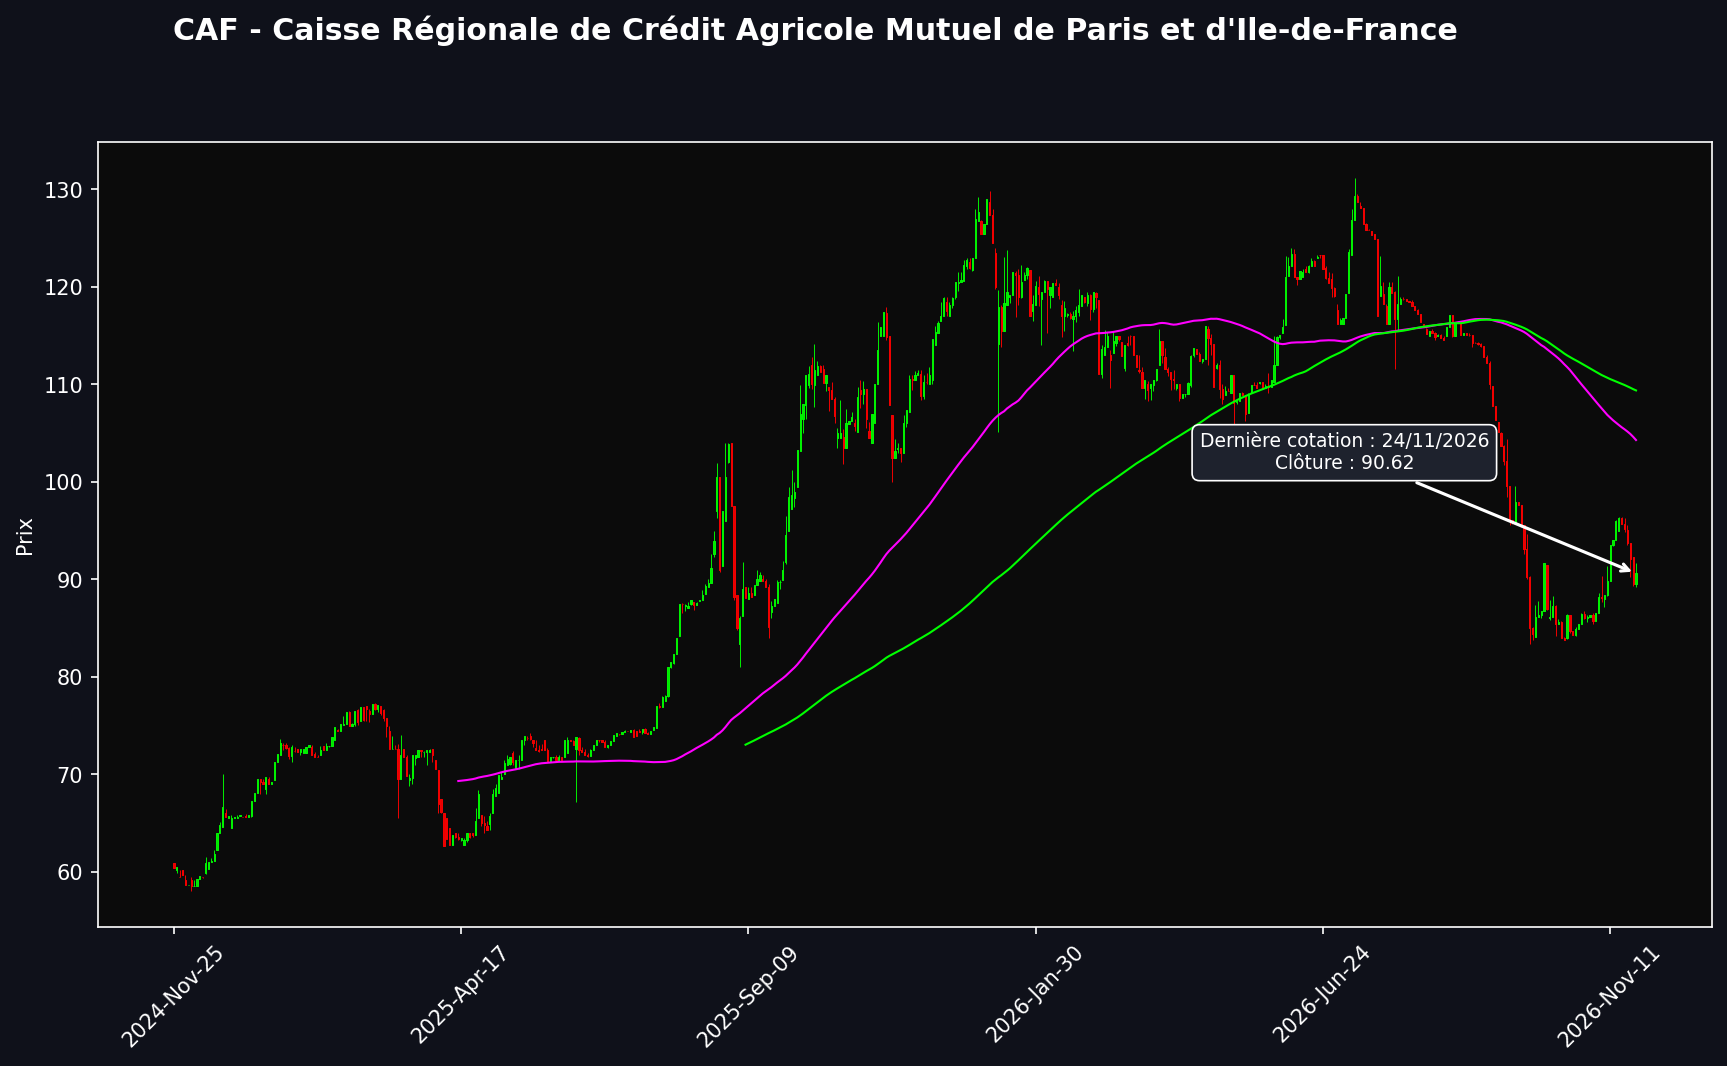 CAF - Caisse Régionale de Crédit Agricole Mutuel de Paris et d'Ile-de-France
130
120
110
100
90
80
70
60
Prix
Dernière cotation : 24/11/2026
Clôture : 90.62
2024-Nov-25
2025-Apr-17
2025-Sep-09
2026-Jan-30
2026-Jun-24
2026-Nov-11